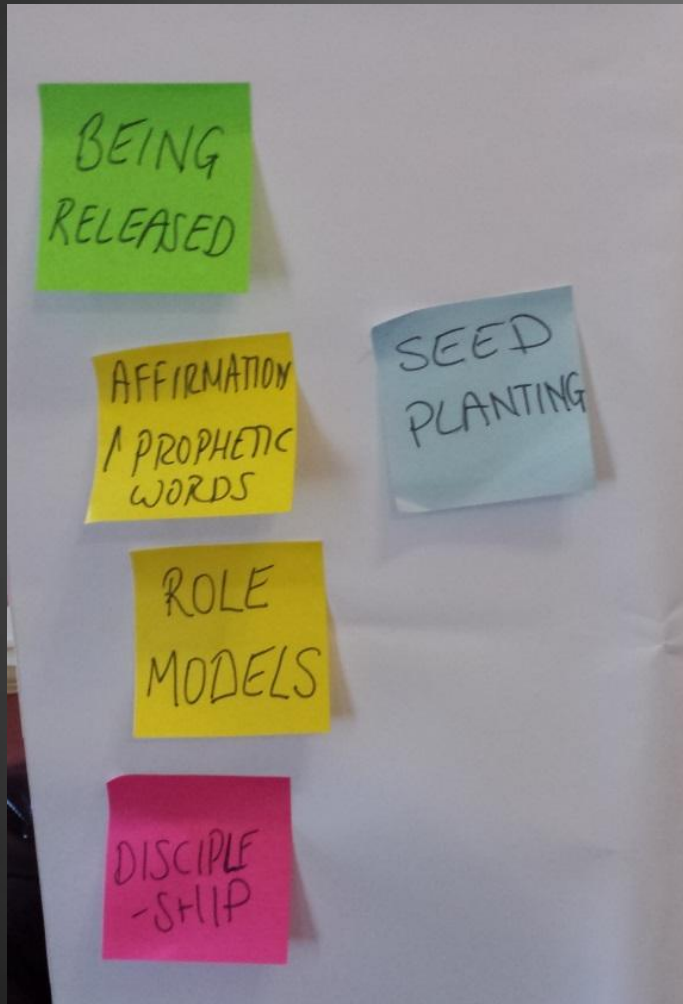 BEING
RELEASED
AFFIRMATION
/ PROPHETIC
WORDS
SEED
PLANTING
ROLE
MODELS
DISCIPLE
-SHIP